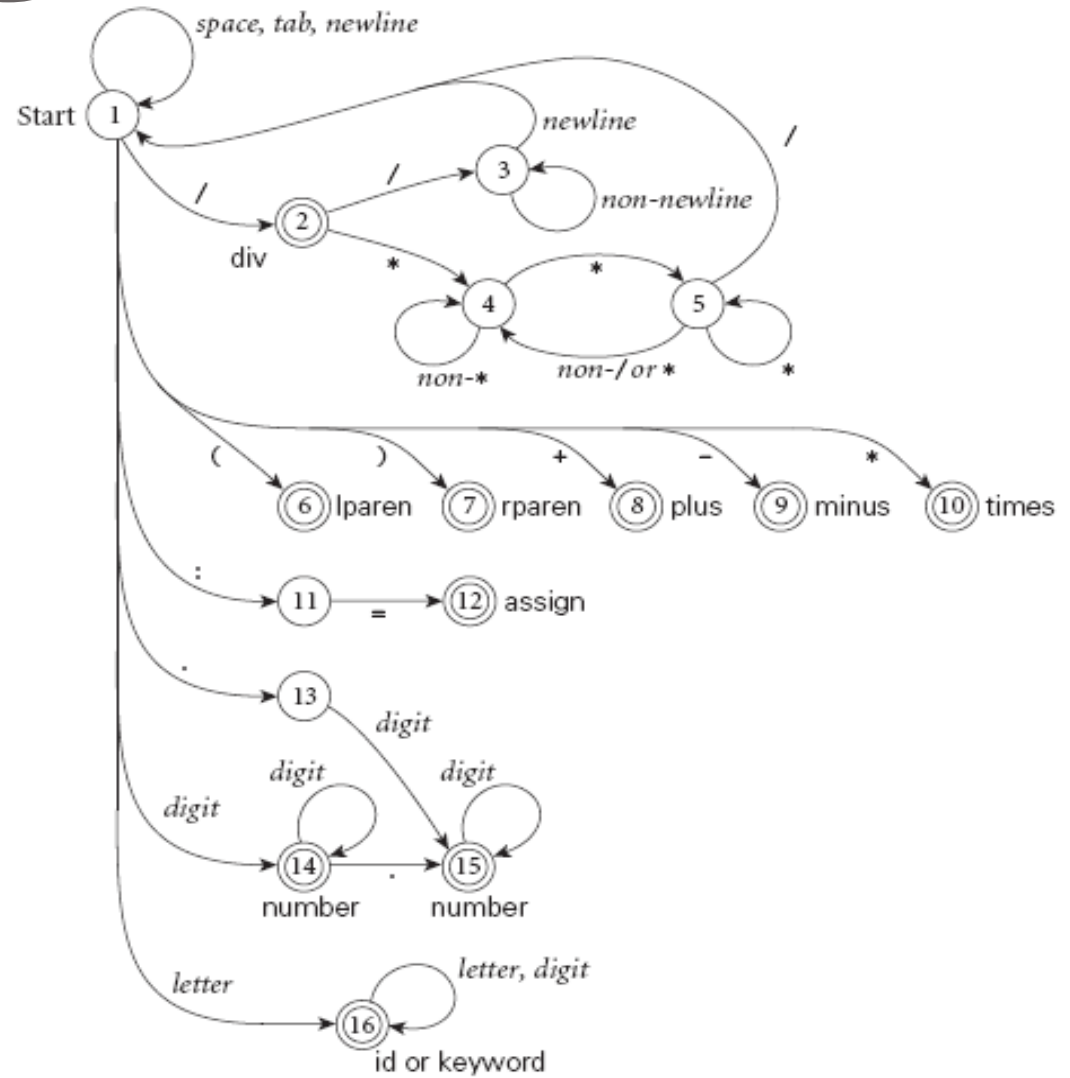 space, tab, newline
Start 1
newline
/
/
/
3
non-newline
2
div
*
*
4
5
non-*
non-/ or *
*
(
)
+
-
*
6 lparen
7 rparen
8 plus
9 minus
10 times
:
11
=
12 assign
.
13
digit
digit
digit
digit
14
.
15
number
number
letter
letter, digit
16
id or keyword